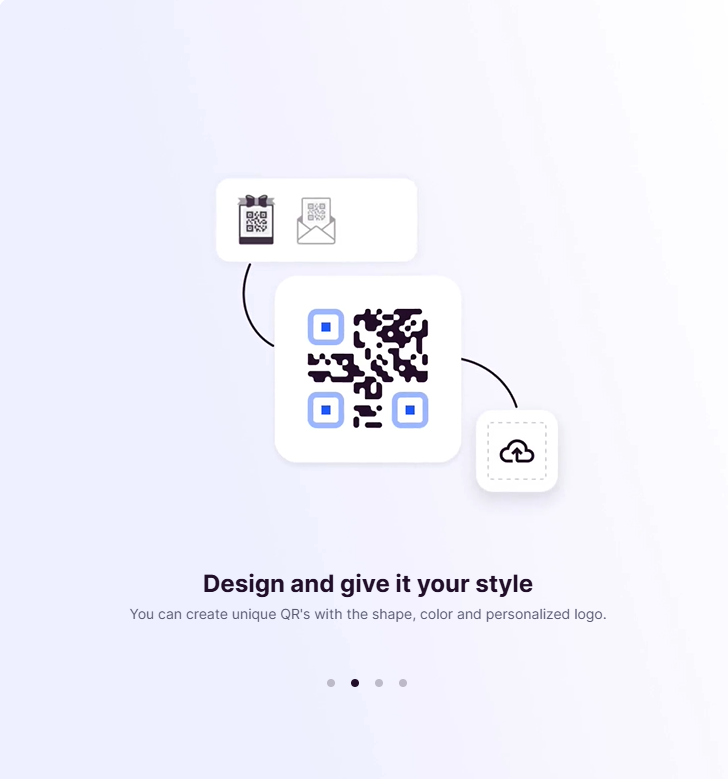 Design and give it your style
You can create unique QR's with the shape, color and personalized logo.